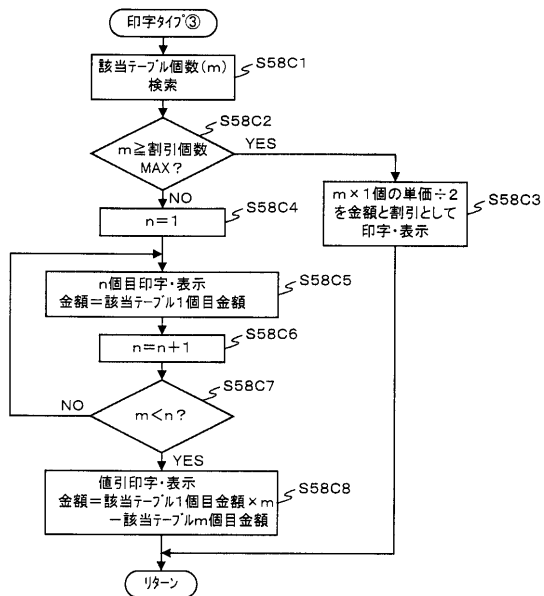 印字タイプ③
該当テーブル個数(m)
検索
S58C1
S58C2
m≧割引個数
MAX?
YES
NO
m×1個の単価÷2
を金額と割引として
印字・表示
S58C3
n=1
S58C4
n個目印字・表示
金額=該当テーブル1個目金額
S58C5
n=n+1
S58C6
S58C7
m<n?
NO
YES
値引印字・表示
金額=該当テーブル1個目金額×m
-該当テーブルm個目金額
S58C8
リターン